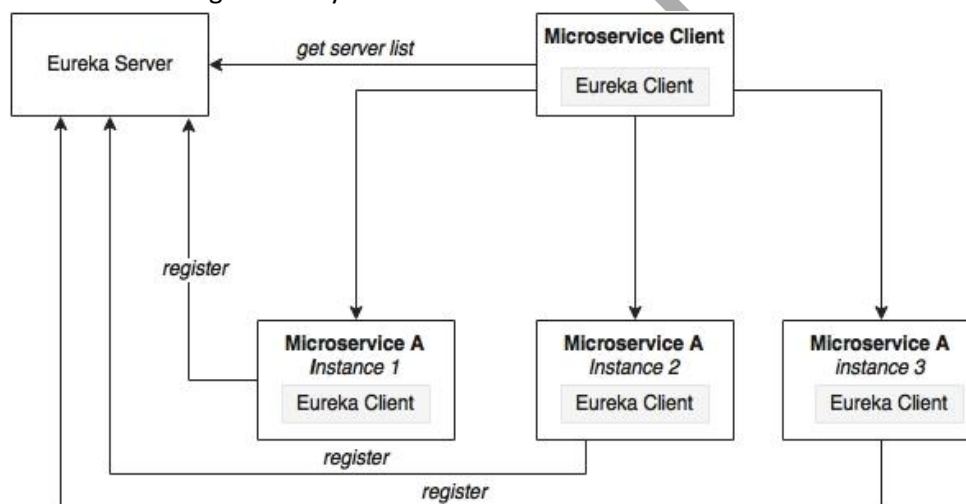 Eureka Server
get server list
Microservice Client
Eureka Client
register
Microservice A
Instance 1
Eureka Client
Microservice A
Instance 2
Eureka Client
Microservice A
instance 3
Eureka Client
register
register